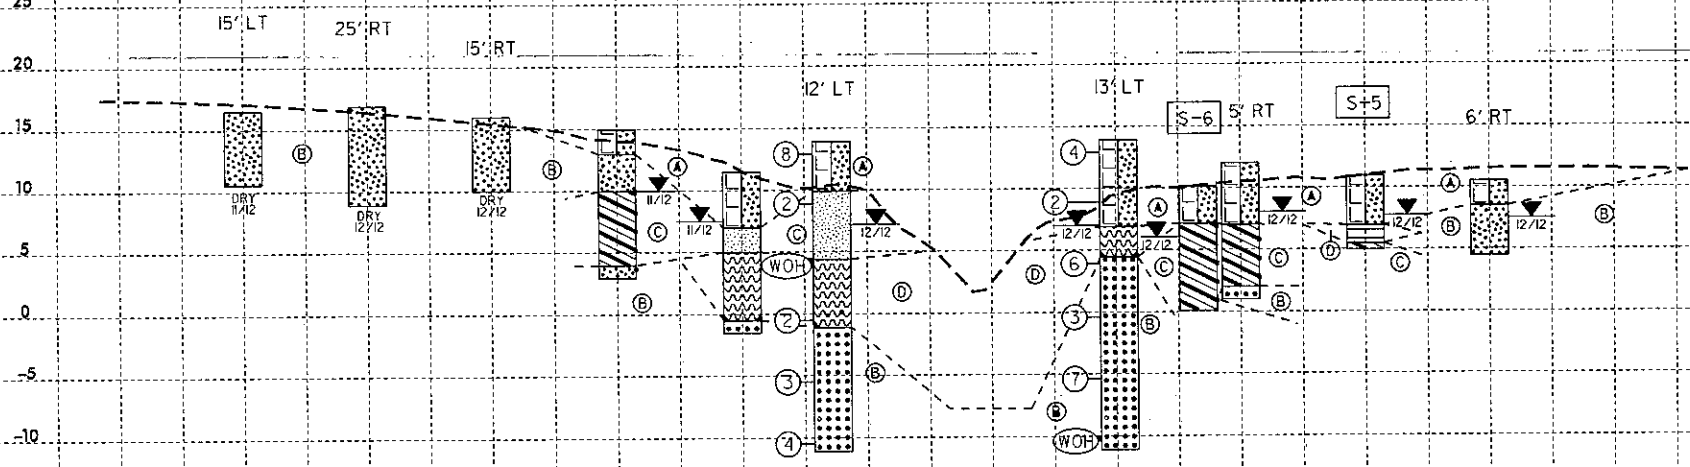 25
15' LT
25' RT
15' RT
20
12' LT
13' LT
S-6
5' RT
S+5
6' RT
15
B
B
A
8
A
4
A
A
B
10
DRY
11/12
DRY
12/12
DRY
12/12
11/12
11/12
2
12/12
2
12/12
A
12/12
12/12
12/12
12/12
B
C
C
D
B
5
WOH
D
6
C
C
C
B
D
B
B
0
2
3
B
-5
3
B
7
B
-10
4
WOH